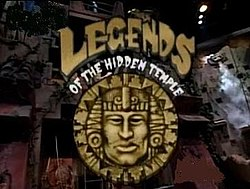 LEGENDS
OF THE HIDDEN TEMPLE